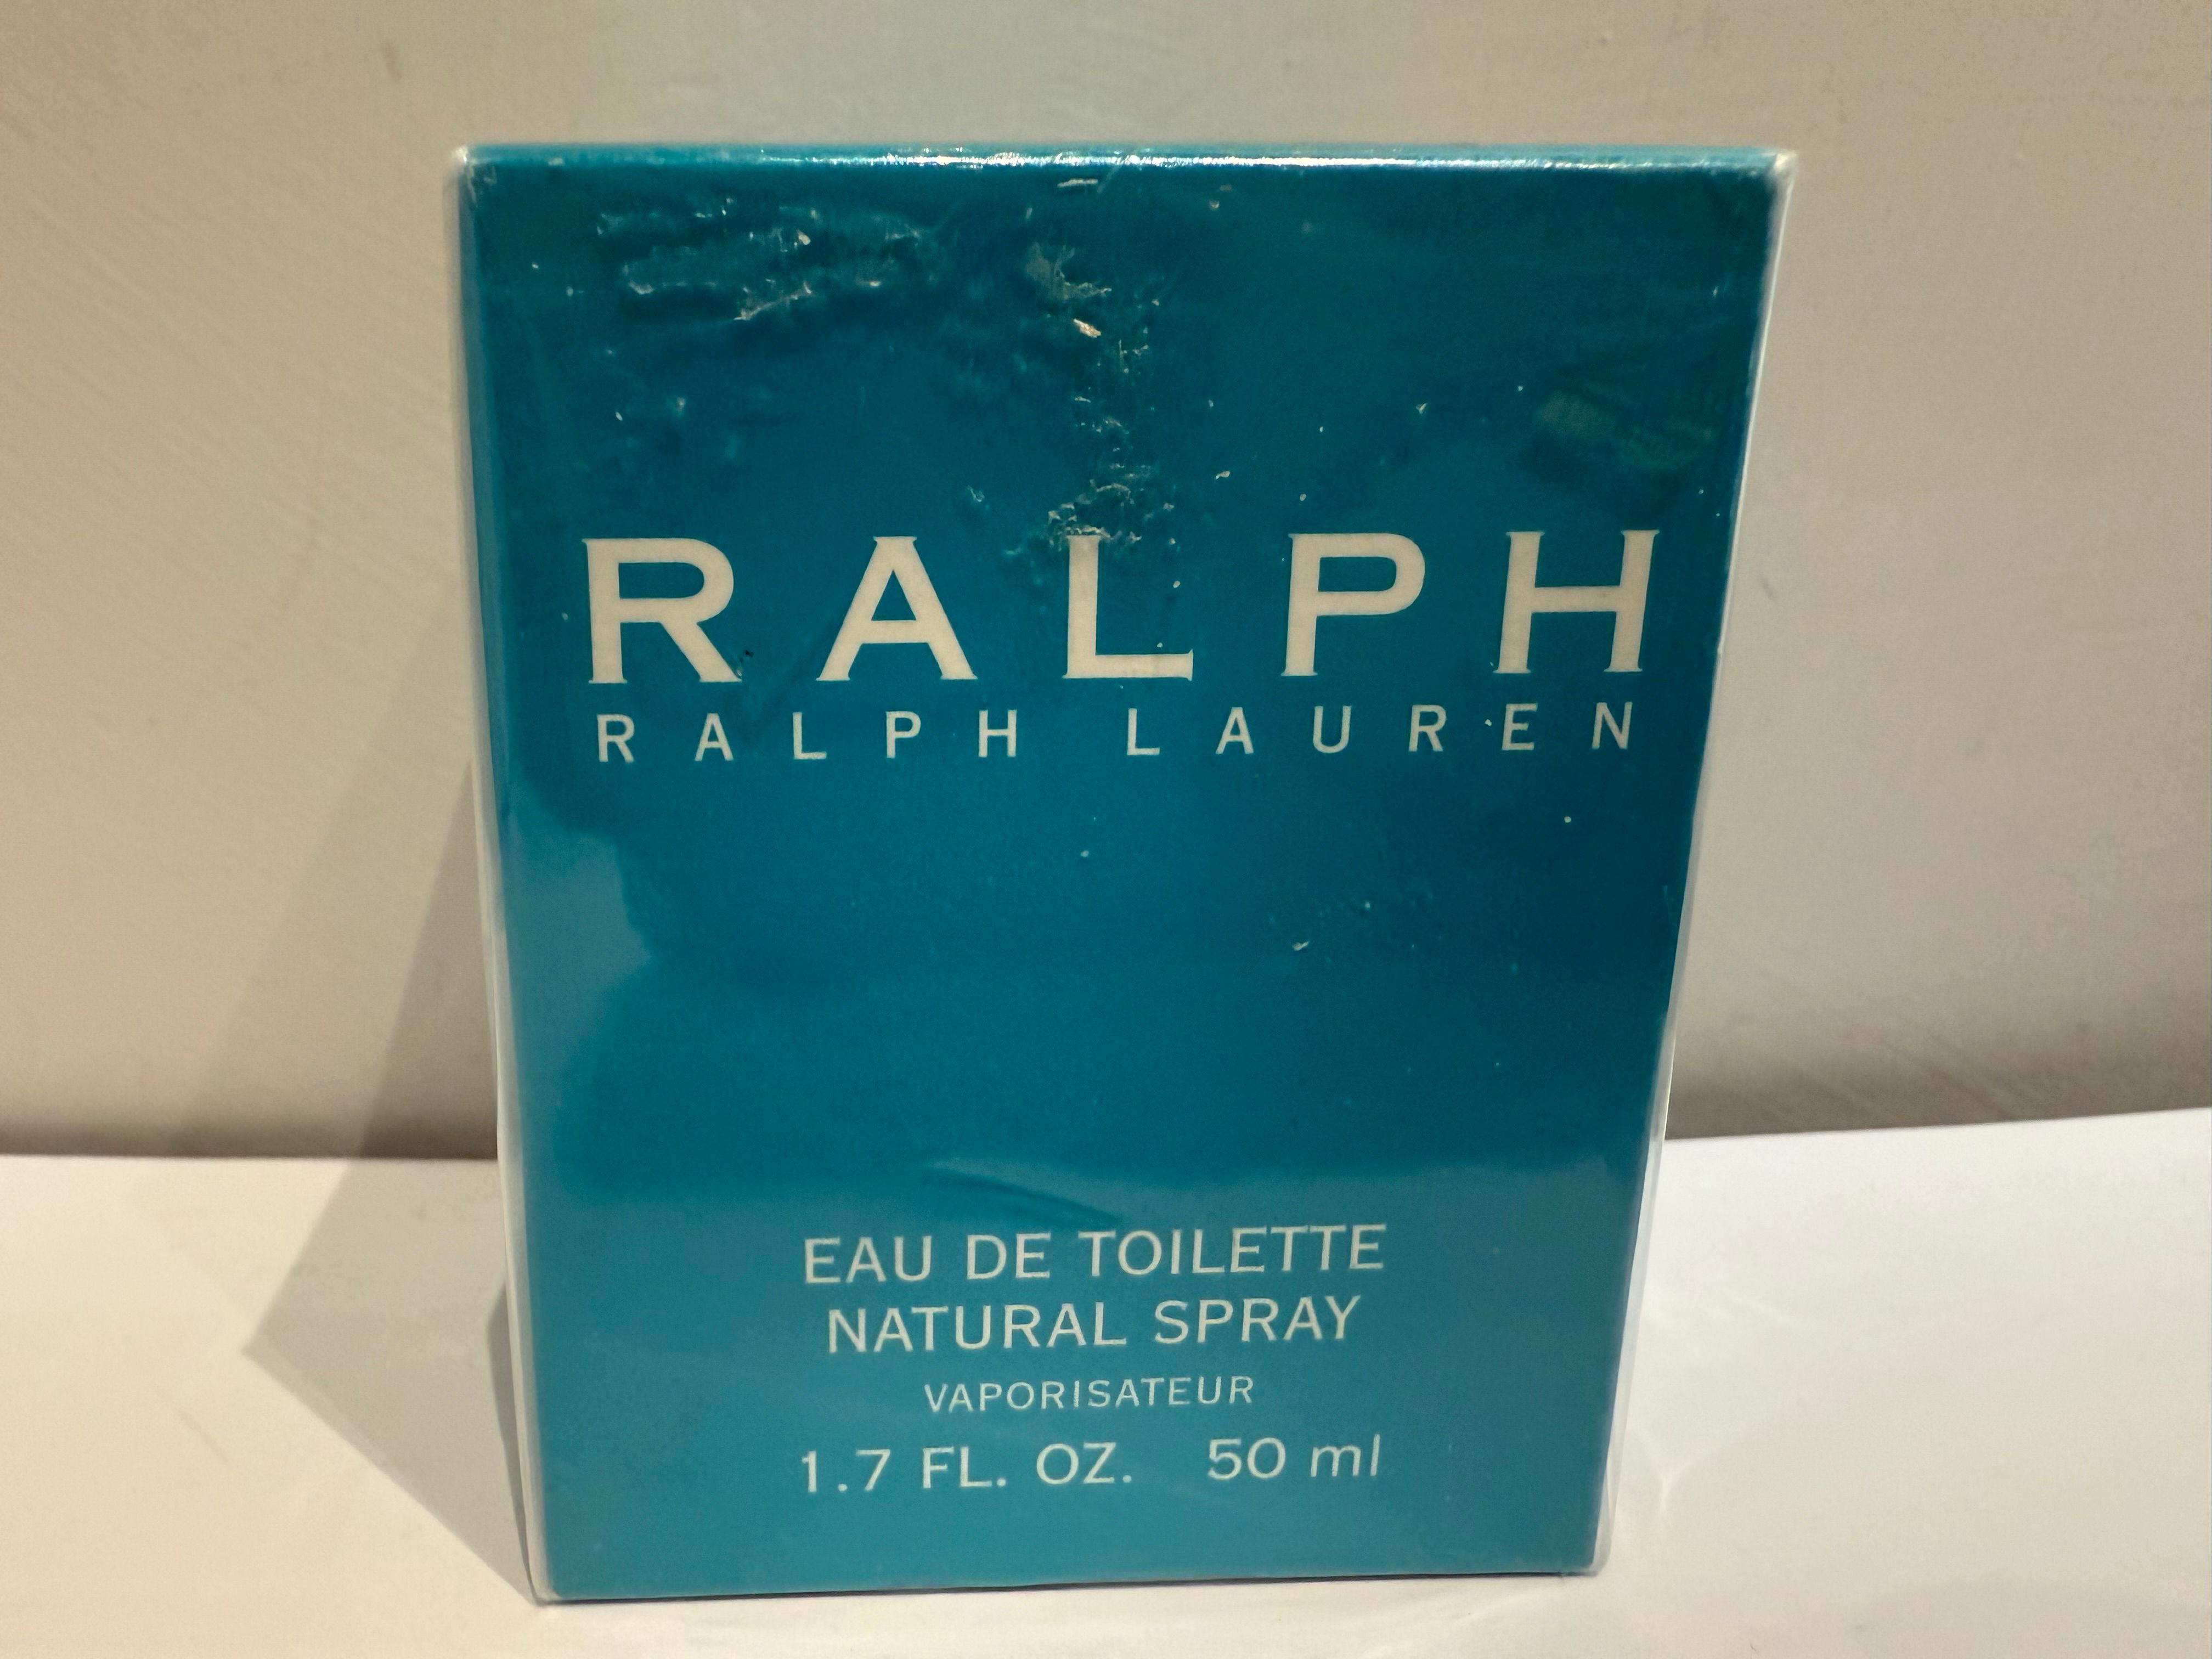 RALPH
RALPH LAUREN
EAU DE TOILETTE
NATURAL SPRAY
VAPORISATEUR
1.7 FL. OZ. 50 ml